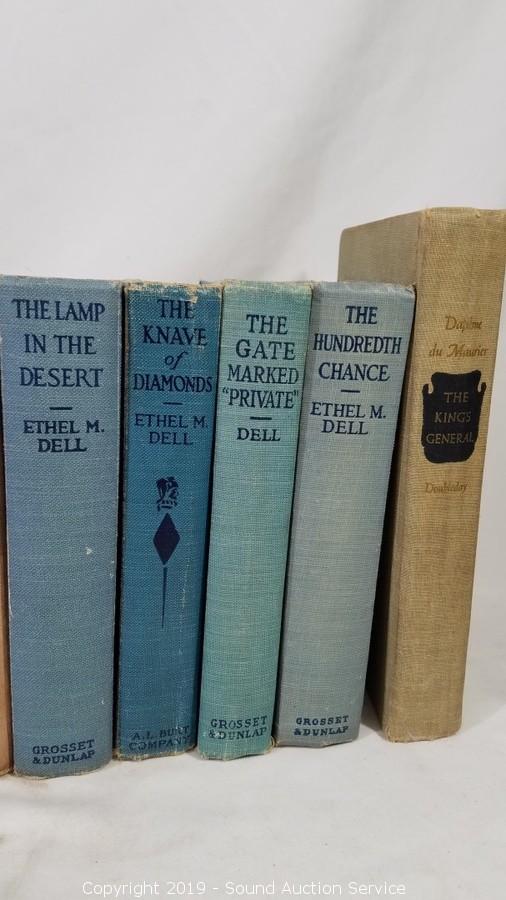 THE LAMP
IN THE
DESERT
ETHEL M.
DELL
GROSSET
& DUNLAP
THE
KNAVE
of
DIAMONDS
ETHEL M.
DELL
A.L. BURT
COMPANY
THE
GATE
MARKED
"PRIVATE"
DELL
GROSSET
& DUNLAP
THE
HUNDREDTH
CHANCE
ETHEL M.
DELL
GROSSET
& DUNLAP
Daphne
du Maurier
THE
KING'S
GENERAL
Doubleday
Copyright 2019 - Sound Auction Service